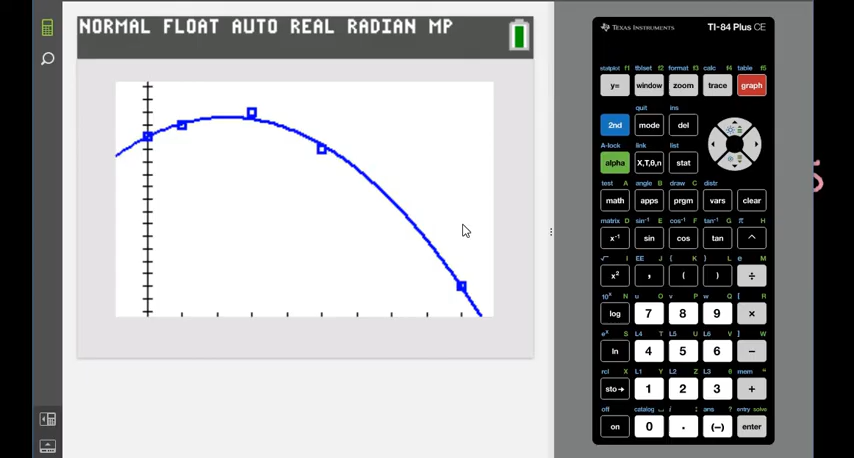 NORMAL FLOAT AUTO REAL RADIAN MP
TEXAS INSTRUMENTS TI-84 Plus CE
statplot f1 tblset f2 format f3 calc f4 table f5
y= window zoom trace graph
quit ins
2nd mode del
A-lock link list
alpha X,T,θ,n stat
test A angle B draw C distr
math apps prgm vars clear
matrix D sin⁻¹ E cos⁻¹ F tan⁻¹ G π H
x⁻¹ sin cos tan ^
√ I EE J { K } L e M
x² , ( ) ÷
10ˣ N u O v P w Q [ R
log 7 8 9 ×
eˣ S L4 T L5 U L6 V ] W
ln 4 5 6 −
rcl X L1 Y L2 Z L3 θ mem "
sto→ 1 2 3 +
off catalog i : ans ? entry solve
on 0 . (−) enter